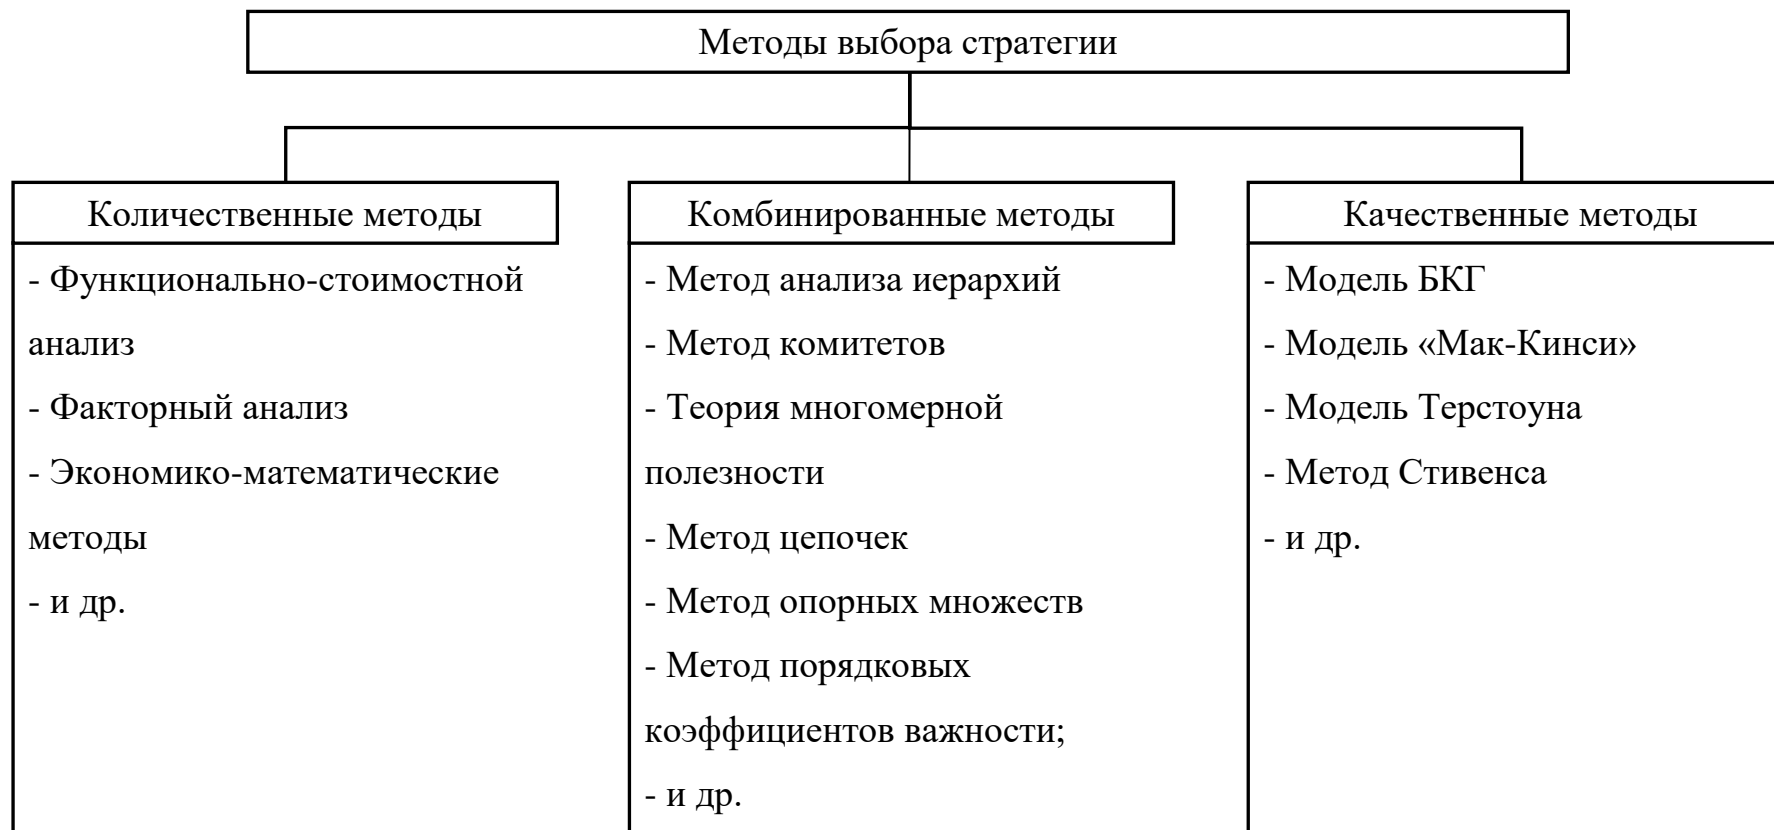 Методы выбора стратегии
Количественные методы
- Функционально-стоимостной
анализ
- Факторный анализ
- Экономико-математические
методы
- и др.
Комбинированные методы
- Метод анализа иерархий
- Метод комитетов
- Теория многомерной
полезности
- Метод цепочек
- Метод опорных множеств
- Метод порядковых
коэффициентов важности;
- и др.
Качественные методы
- Модель БКГ
- Модель «Мак-Кинси»
- Модель Терстоуна
- Метод Стивенса
- и др.